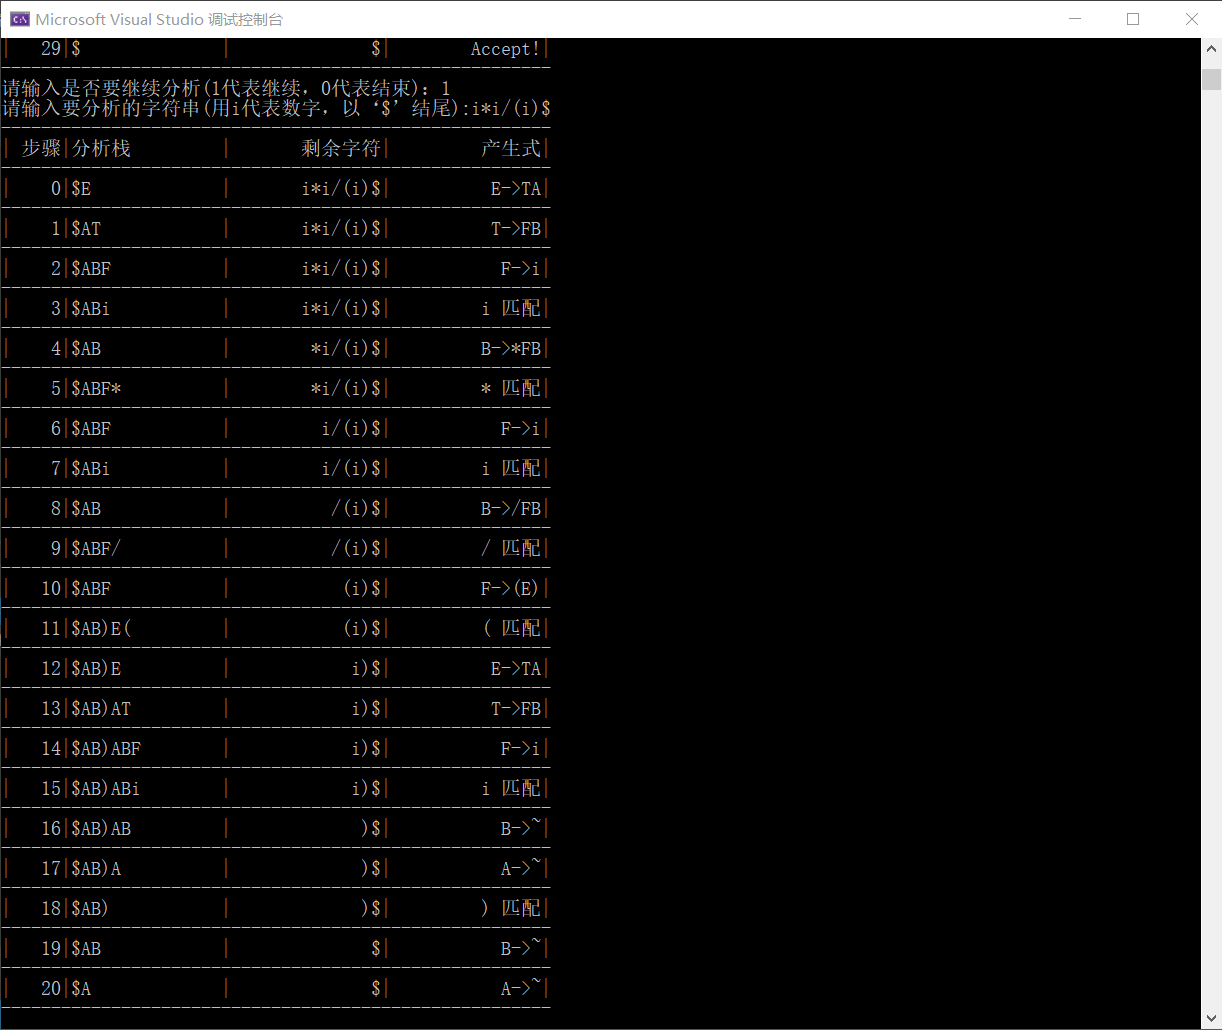 Microsoft Visual Studio 调试控制台
| 29|$ | $| Accept!|
请输入是否要继续分析(1代表继续，0代表结束)：1
请输入要分析的字符串(用i代表数字，以‘$’结尾):i*i/(i)$
| 步骤|分析栈 | 剩余字符| 产生式|
| 0|$E | i*i/(i)$| E->TA|
| 1|$AT | i*i/(i)$| T->FB|
| 2|$ABF | i*i/(i)$| F->i|
| 3|$ABi | i*i/(i)$| i 匹配|
| 4|$AB | *i/(i)$| B->*FB|
| 5|$ABF* | *i/(i)$| * 匹配|
| 6|$ABF | i/(i)$| F->i|
| 7|$ABi | i/(i)$| i 匹配|
| 8|$AB | /(i)$| B->/FB|
| 9|$ABF/ | /(i)$| / 匹配|
| 10|$ABF | (i)$| F->(E)|
| 11|$AB)E( | (i)$| ( 匹配|
| 12|$AB)E | i)$| E->TA|
| 13|$AB)AT | i)$| T->FB|
| 14|$AB)ABF | i)$| F->i|
| 15|$AB)ABi | i)$| i 匹配|
| 16|$AB)AB | )$| B->~|
| 17|$AB)A | )$| A->~|
| 18|$AB) | )$| ) 匹配|
| 19|$AB | $| B->~|
| 20|$A | $| A->~|